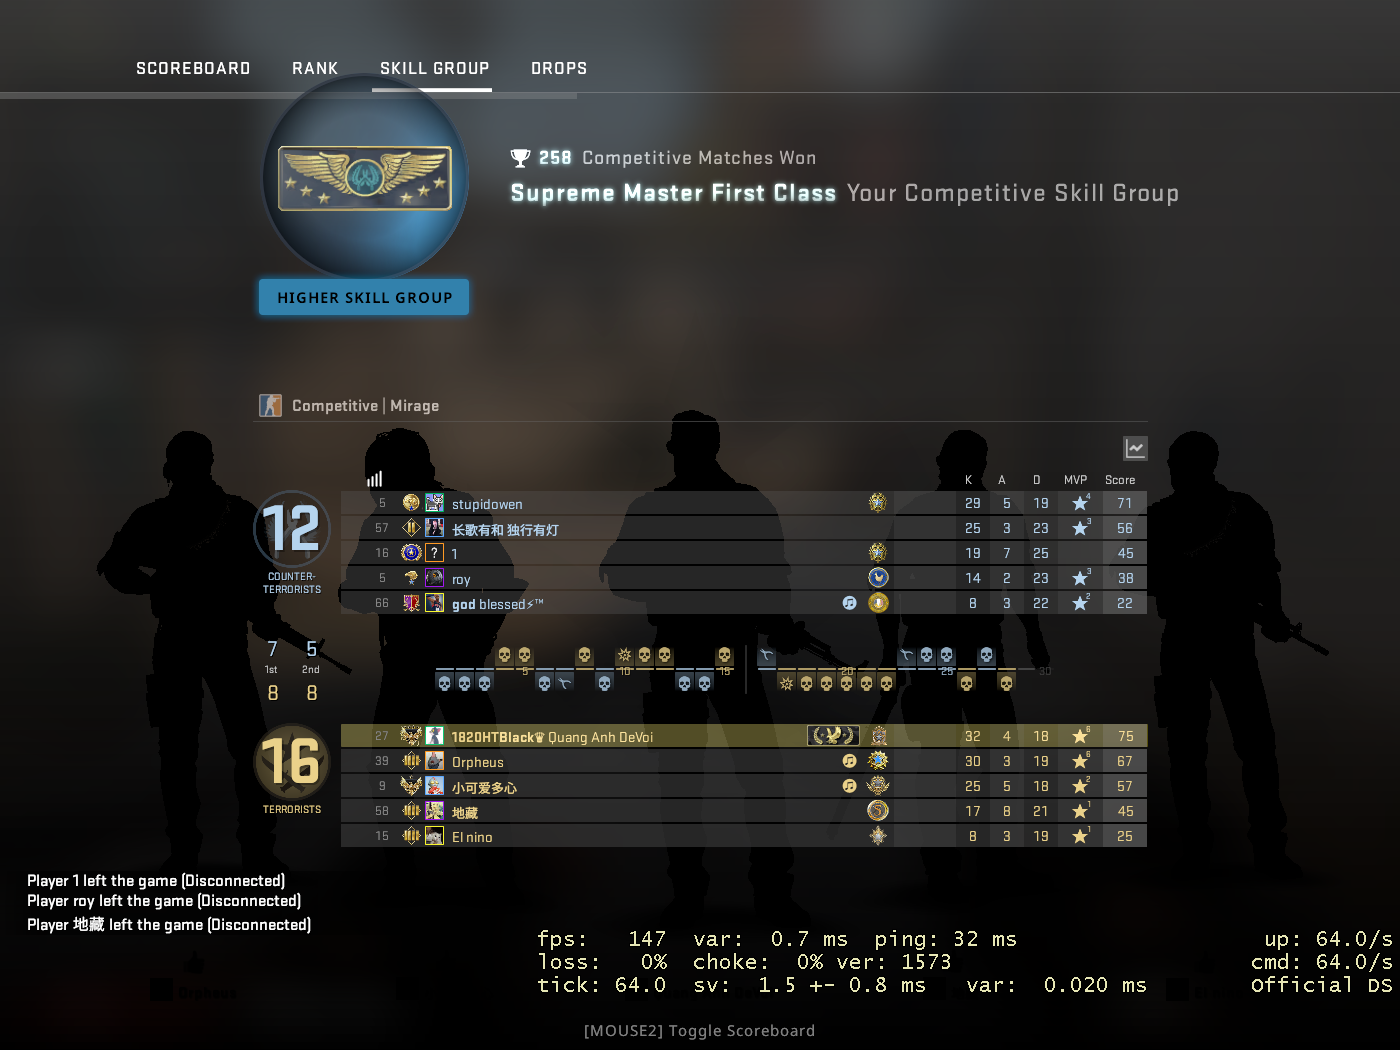 SCOREBOARD RANK SKILL GROUP DROPS
258 Competitive Matches Won
Supreme Master First Class Your Competitive Skill Group
HIGHER SKILL GROUP
Competitive | Mirage
K A D MVP Score
5 stupidowen 29 5 19 4 71
57 长歌有和 独行有灯 25 3 23 3 56
16 ? 1 19 7 25 45
5 roy 14 2 23 3 38
66 god blessed⚡™ 8 3 22 2 22
12
COUNTER-
TERRORISTS
7 5
1st 2nd
8 8
5 10 15 20 25 30
16
TERRORISTS
27 1820HTBlack♛ Quang Anh DeVoi 32 4 18 6 75
39 Orpheus 30 3 19 6 67
9 小可爱多心 25 5 18 2 57
58 地藏 17 8 21 1 45
15 El nino 8 3 19 1 25
Player 1 left the game (Disconnected)
Player roy left the game (Disconnected)
Player 地藏 left the game (Disconnected)
fps: 147 var: 0.7 ms ping: 32 ms up: 64.0/s
loss: 0% choke: 0% ver: 1573 cmd: 64.0/s
tick: 64.0 sv: 1.5 +- 0.8 ms var: 0.020 ms Official DS
Orpheus
[MOUSE2] Toggle Scoreboard